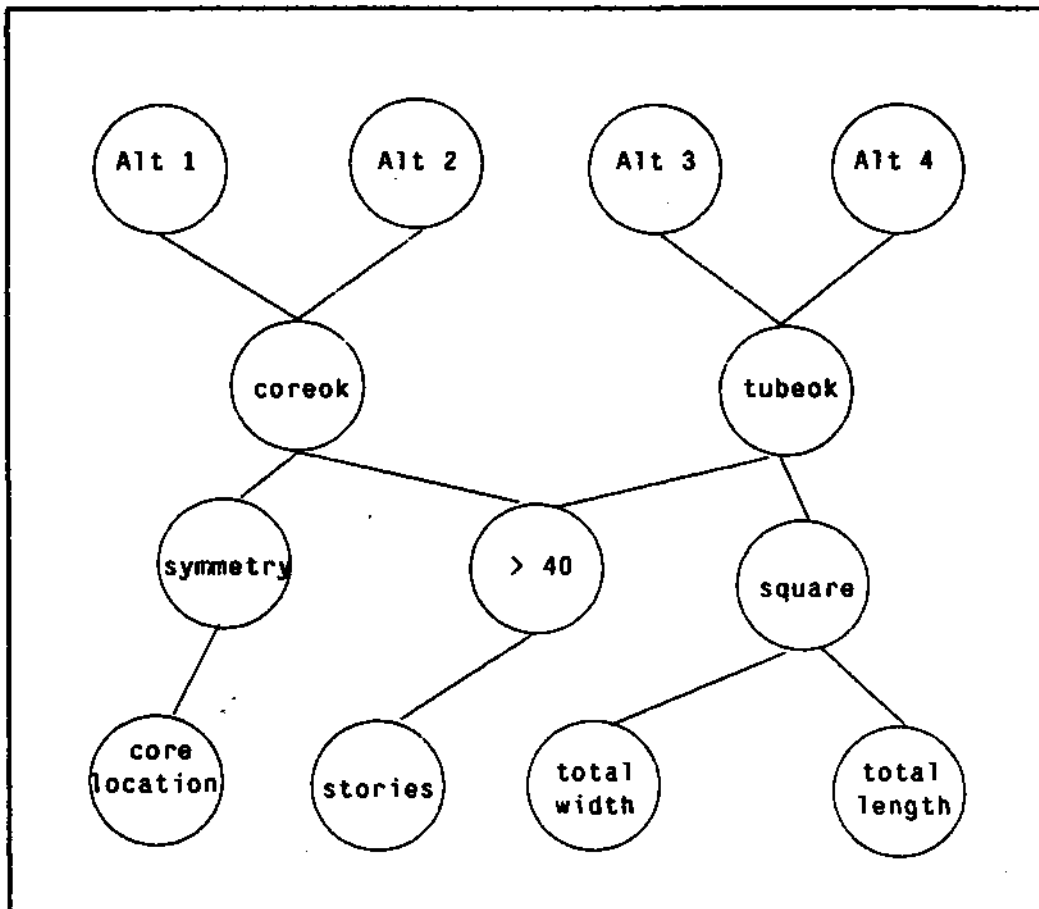 Alt 1
Alt 2
Alt 3
Alt 4
coreok
tubeok
symmetry
> 40
square
core
location
stories
total
width
total
length